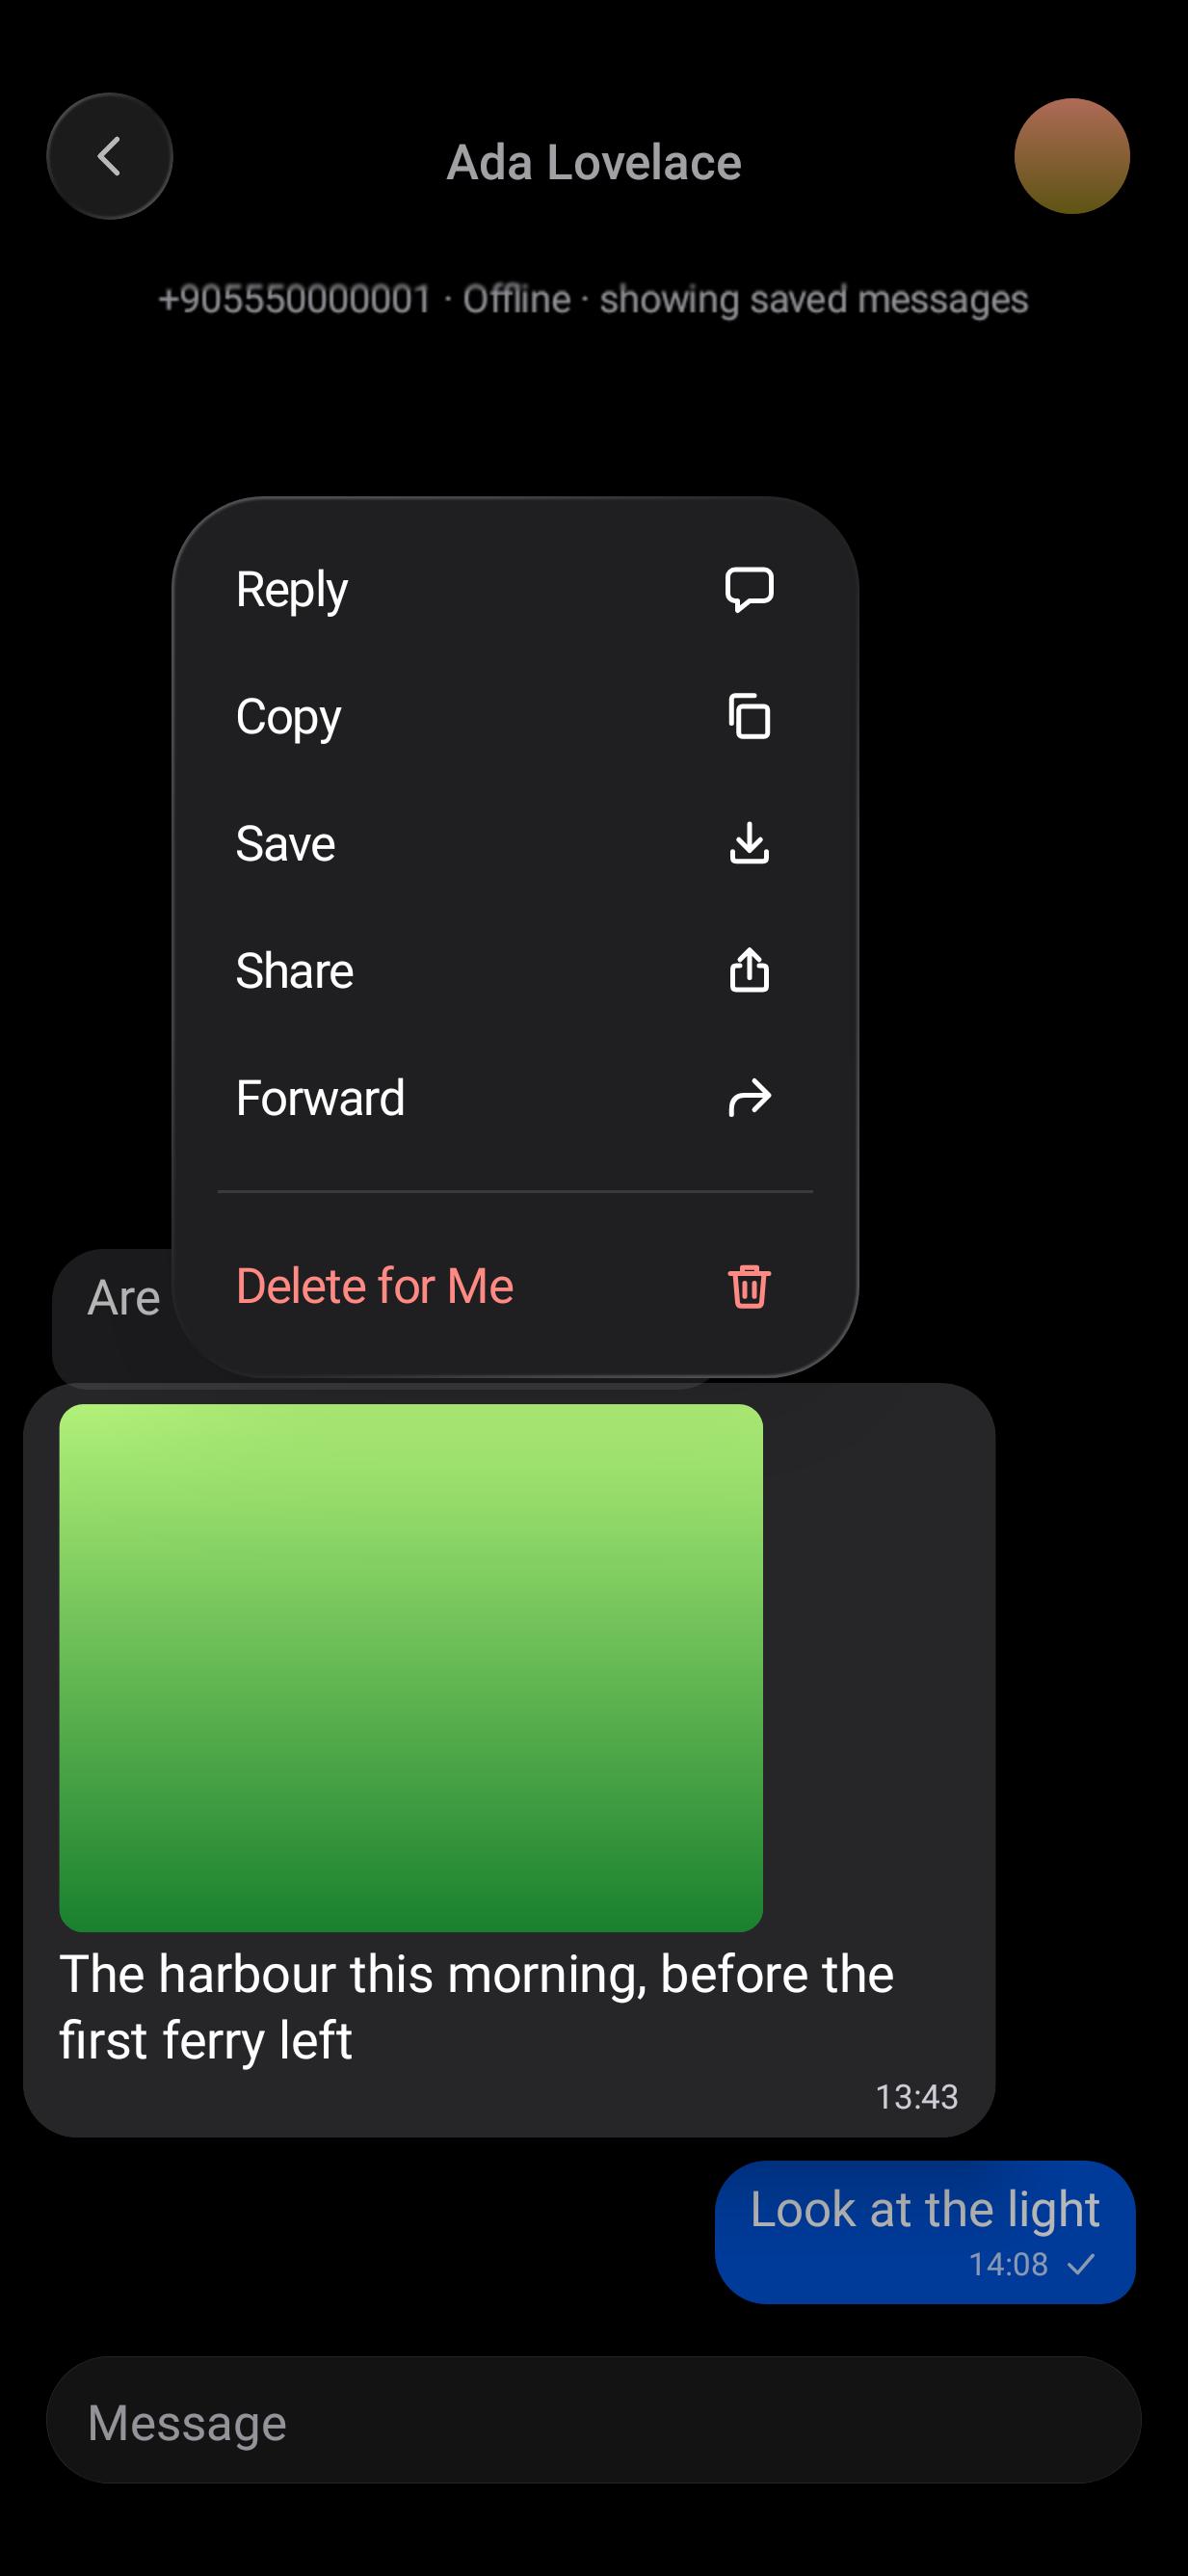 Ada Lovelace
+905550000001 · Offline · showing saved messages
Reply
Copy
Save
Share
Forward
Delete for Me
Are
The harbour this morning, before the
first ferry left
13:43
Look at the light
14:08
Message